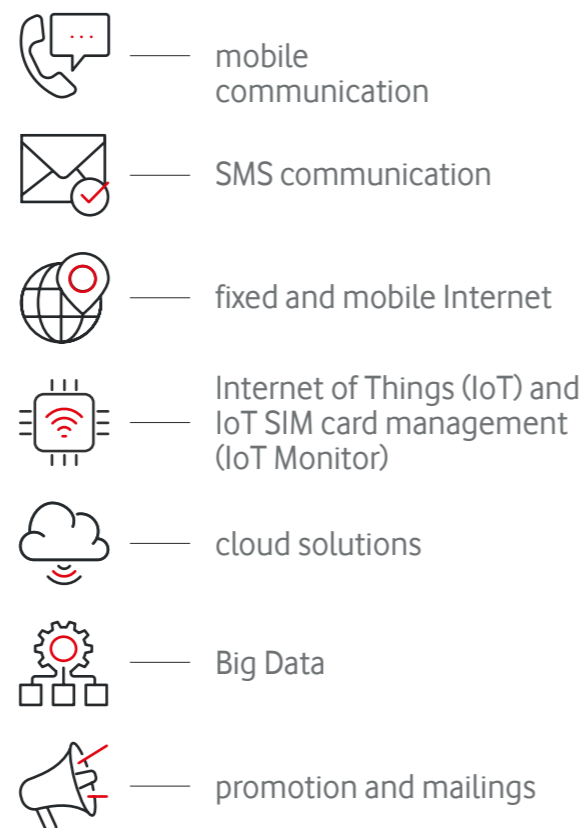 mobile
communication
SMS communication
fixed and mobile Internet
Internet of Things (IoT) and
IoT SIM card management
(IoT Monitor)
cloud solutions
Big Data
promotion and mailings